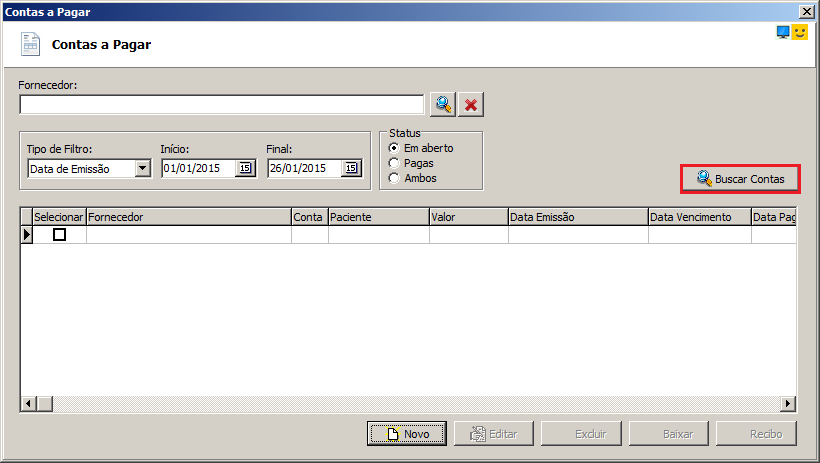 Contas a Pagar
Contas a Pagar
Fornecedor:
Tipo de Filtro: Início: Final:
Data de Emissão 01/01/2015 15 26/01/2015 15
Status
Em aberto
Pagas
Ambos
Buscar Contas
Selecionar Fornecedor Conta Paciente Valor Data Emissão Data Vencimento Data Pag
Novo Editar Excluir Baixar Recibo